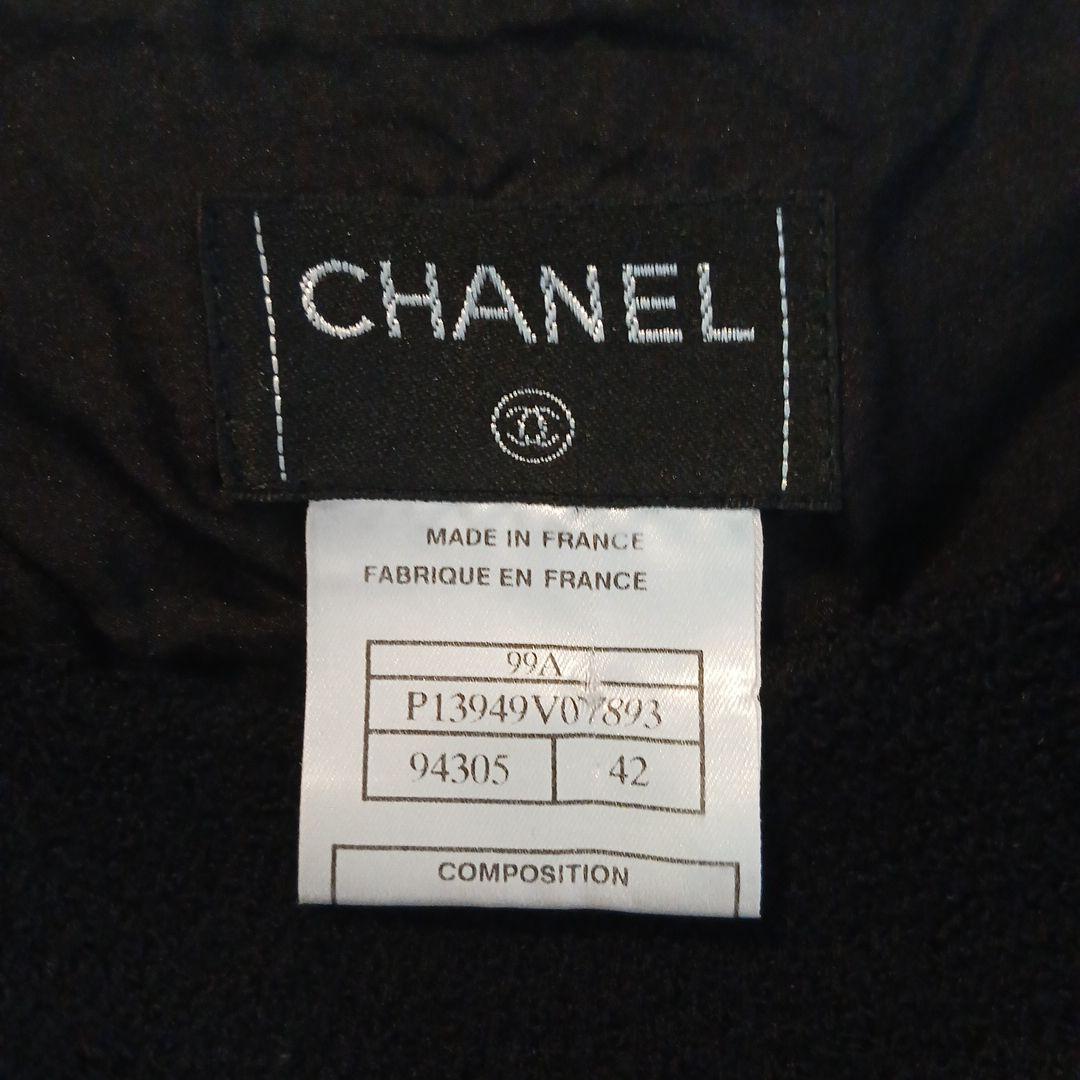 CHANEL
MADE IN FRANCE
FABRIQUE EN FRANCE
99A
P13949V07893
94305 42
COMPOSITION